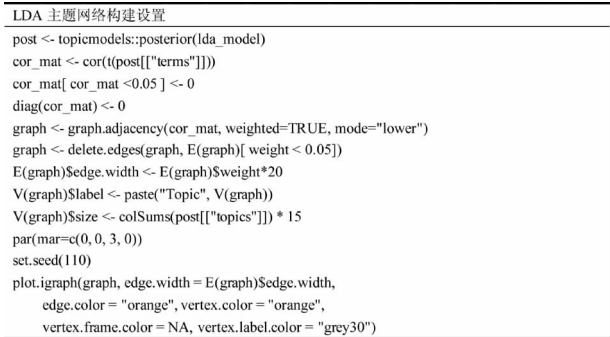 LDA 主题网络构建设置
post <- topicmodels::posterior(lda_model)
cor_mat <- cor(t(post[["terms"]]))
cor_mat[ cor_mat <0.05 ] <- 0
diag(cor_mat) <- 0
graph <- graph.adjacency(cor_mat, weighted=TRUE, mode="lower")
graph <- delete.edges(graph, E(graph)[ weight < 0.05])
E(graph)$edge.width <- E(graph)$weight*20
V(graph)$label <- paste("Topic", V(graph))
V(graph)$size <- colSums(post[["topics"]]) * 15
par(mar=c(0, 0, 3, 0))
set.seed(110)
plot.igraph(graph, edge.width = E(graph)$edge.width,
edge.color = "orange", vertex.color = "orange",
vertex.frame.color = NA, vertex.label.color = "grey30")